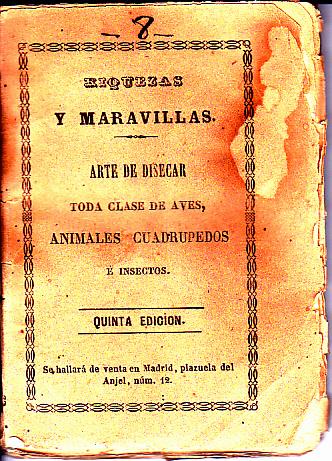 -8-
RIQUEZAS
Y MARAVILLAS.
ARTE DE DISECAR
TODA CLASE DE AVES,
ANIMALES CUADRUPEDOS
É INSECTOS.
QUINTA EDICION.
Se hallará de venta en Madrid, plazuela del
Anjel, núm. 12.